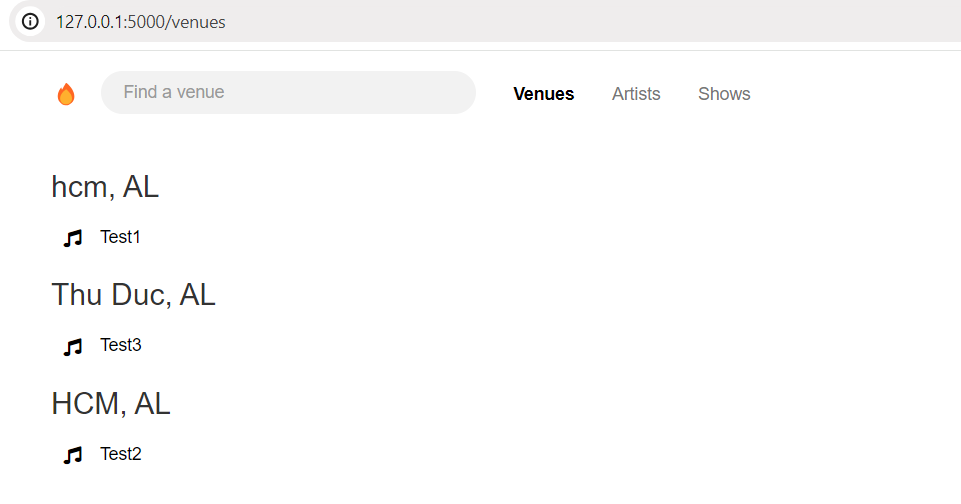 127.0.0.1:5000/venues
Find a venue Venues Artists Shows
hcm, AL
Test1
Thu Duc, AL
Test3
HCM, AL
Test2